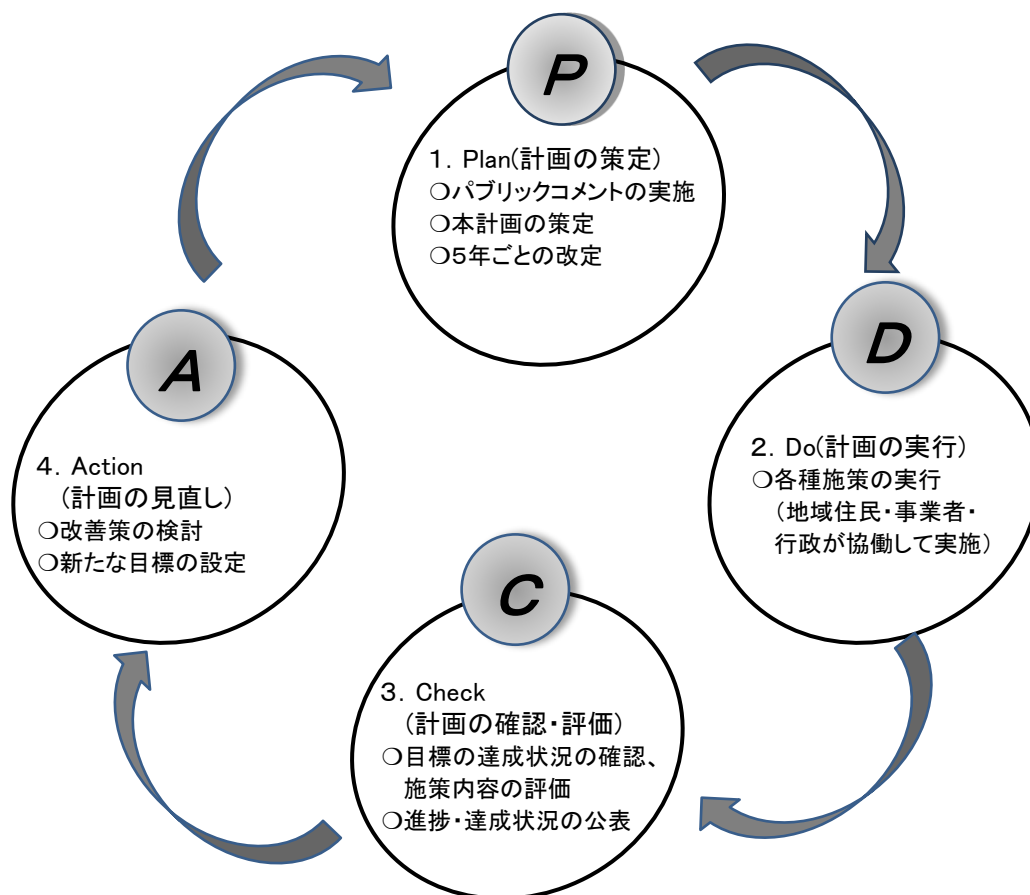 P
1. Plan(計画の策定)
○パブリックコメントの実施
○本計画の策定
○5年ごとの改定
D
2. Do(計画の実行)
○各種施策の実行
(地域住民・事業者・
行政が協働して実施)
C
3. Check
(計画の確認・評価)
○目標の達成状況の確認、
施策内容の評価
○進捗・達成状況の公表
A
4. Action
(計画の見直し)
○改善策の検討
○新たな目標の設定